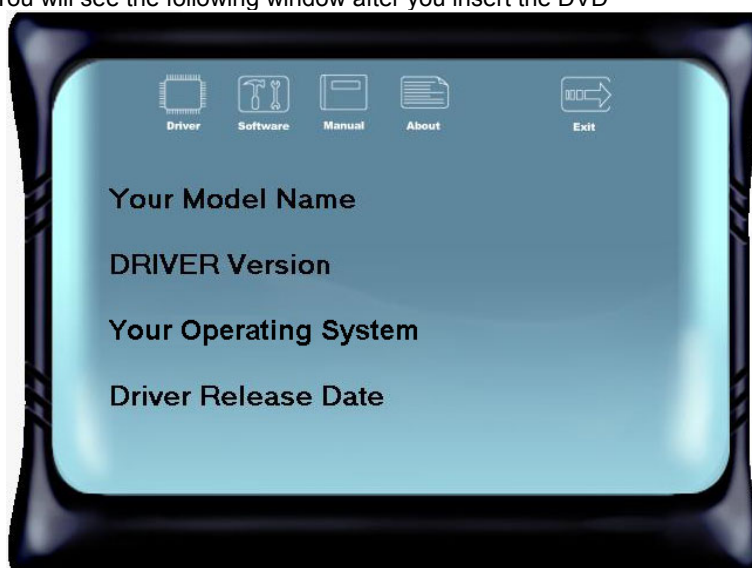 You will see the following window after you insert the DVD
Driver Software Manual About Exit
Your Model Name
DRIVER Version
Your Operating System
Driver Release Date